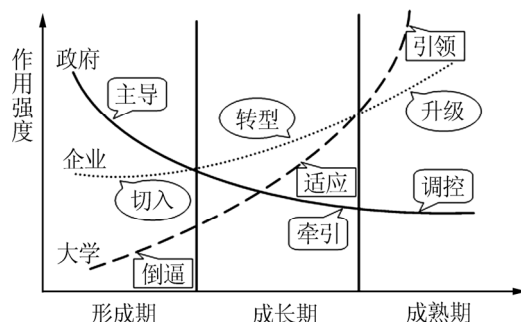 作用强度
政府
主导
引领
转型
升级
企业
切入
适应
调控
牵引
大学
倒逼
形成期
成长期
成熟期